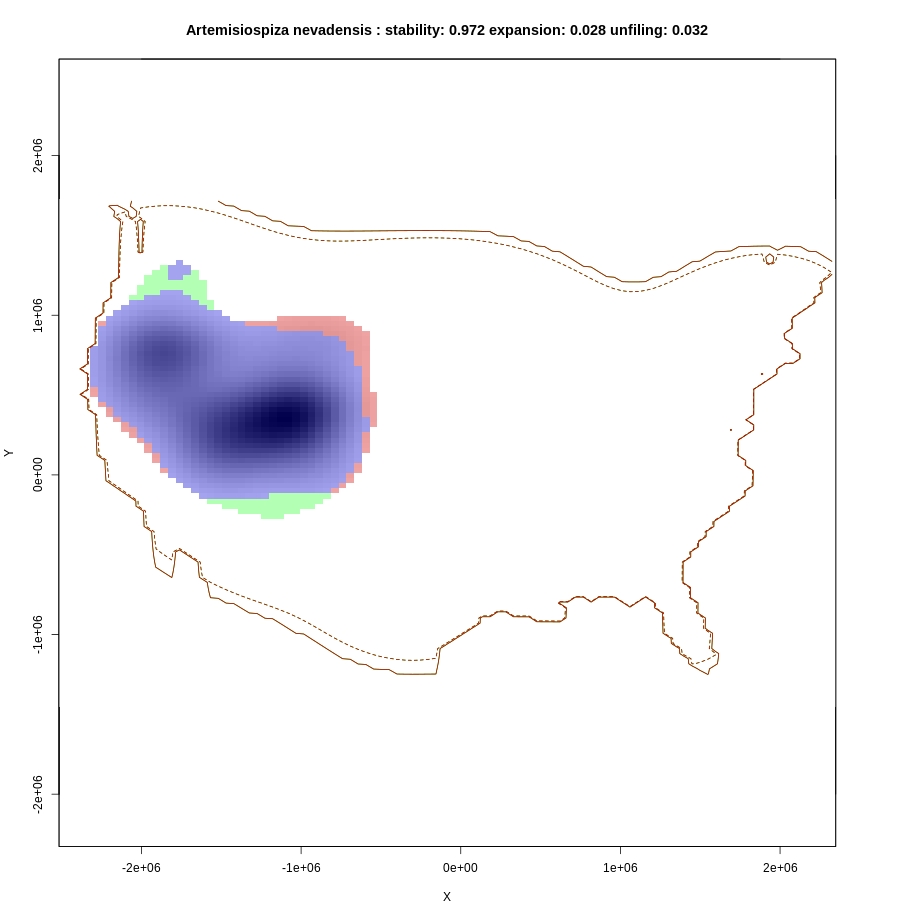 Artemisiospiza nevadensis : stability: 0.972 expansion: 0.028 unfiling: 0.032
2e+06
1e+06
0e+00
-1e+06
-2e+06
Y
-2e+06 -1e+06 0e+00 1e+06 2e+06
X